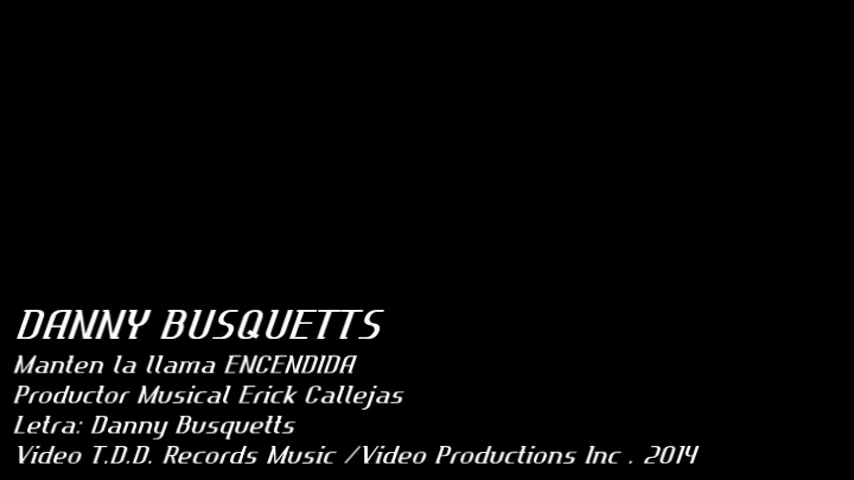 DANNY BUSQUETTS
Manten la llama ENCENDIDA
Productor Musical Erick Callejas
Letra: Danny Busquetts
Video T.D.D. Records Music /Video Productions Inc . 2014